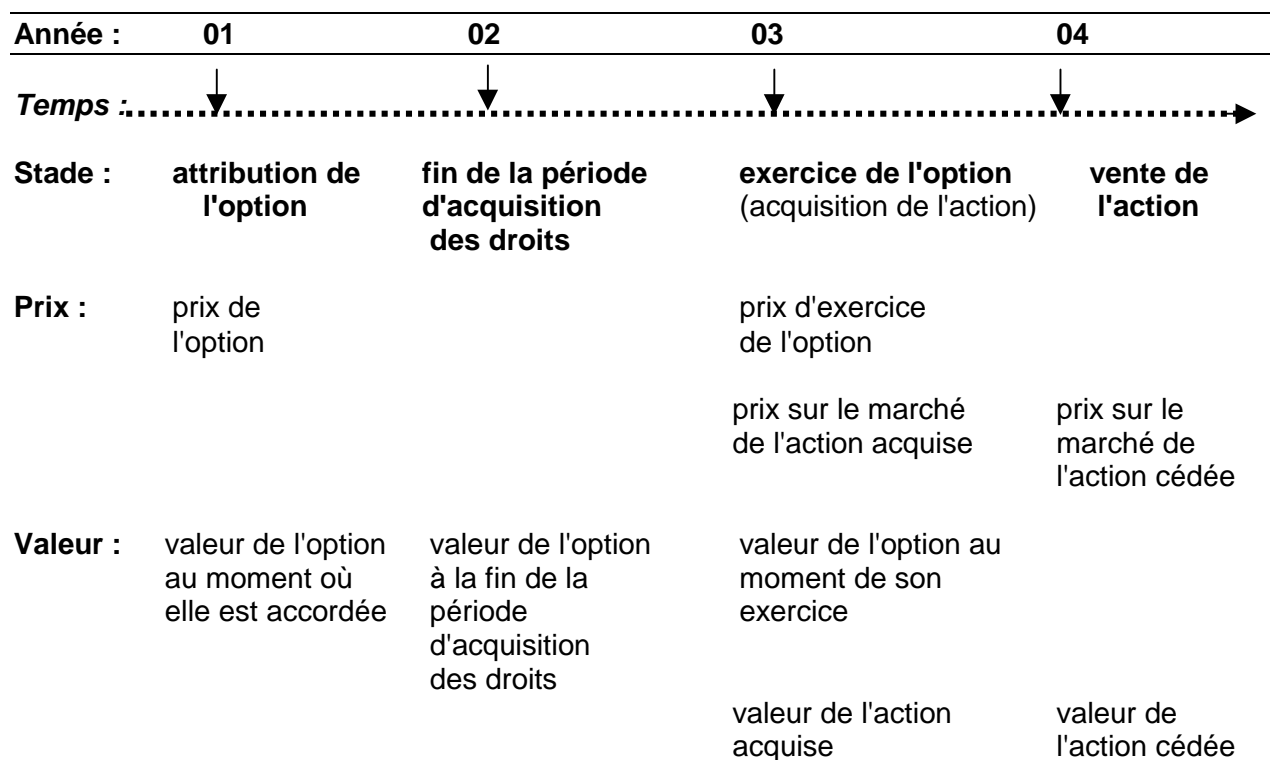 Année : 01 02 03 04
Temps :
Stade : attribution de fin de la période exercice de l'option vente de
l'option d'acquisition (acquisition de l'action) l'action
des droits
Prix : prix de prix d'exercice
l'option de l'option
prix sur le marché prix sur le
de l'action acquise marché de
l'action cédée
Valeur : valeur de l'option valeur de l'option valeur de l'option au
au moment où à la fin de la moment de son
elle est accordée période exercice
d'acquisition
des droits
valeur de l'action valeur de
acquise l'action cédée